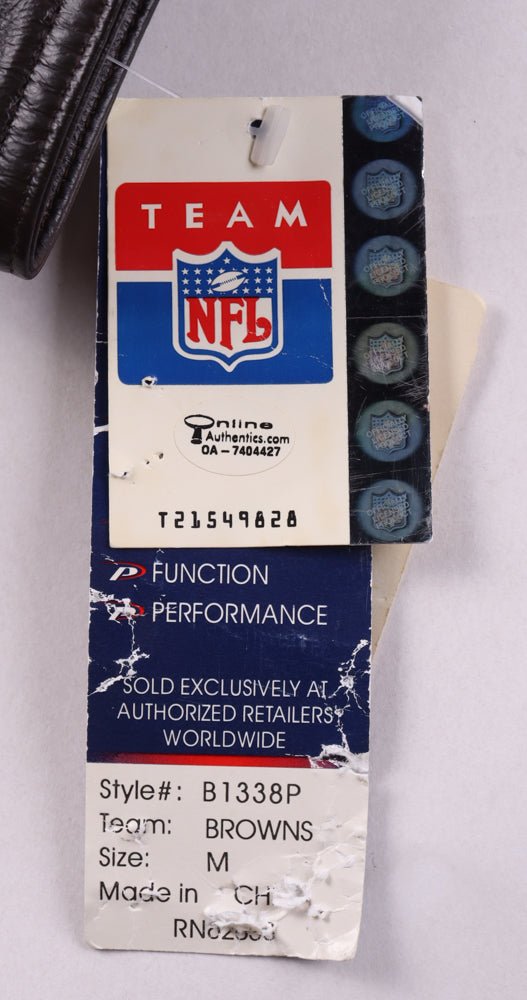 TEAM
NFL
Online
Authentics.com
OA-7404427
T21549828
FUNCTION
PERFORMANCE
SOLD EXCLUSIVELY AT
AUTHORIZED RETAILERS
WORLDWIDE
Style#: B1338P
Team: BROWNS
Size: M
Made in